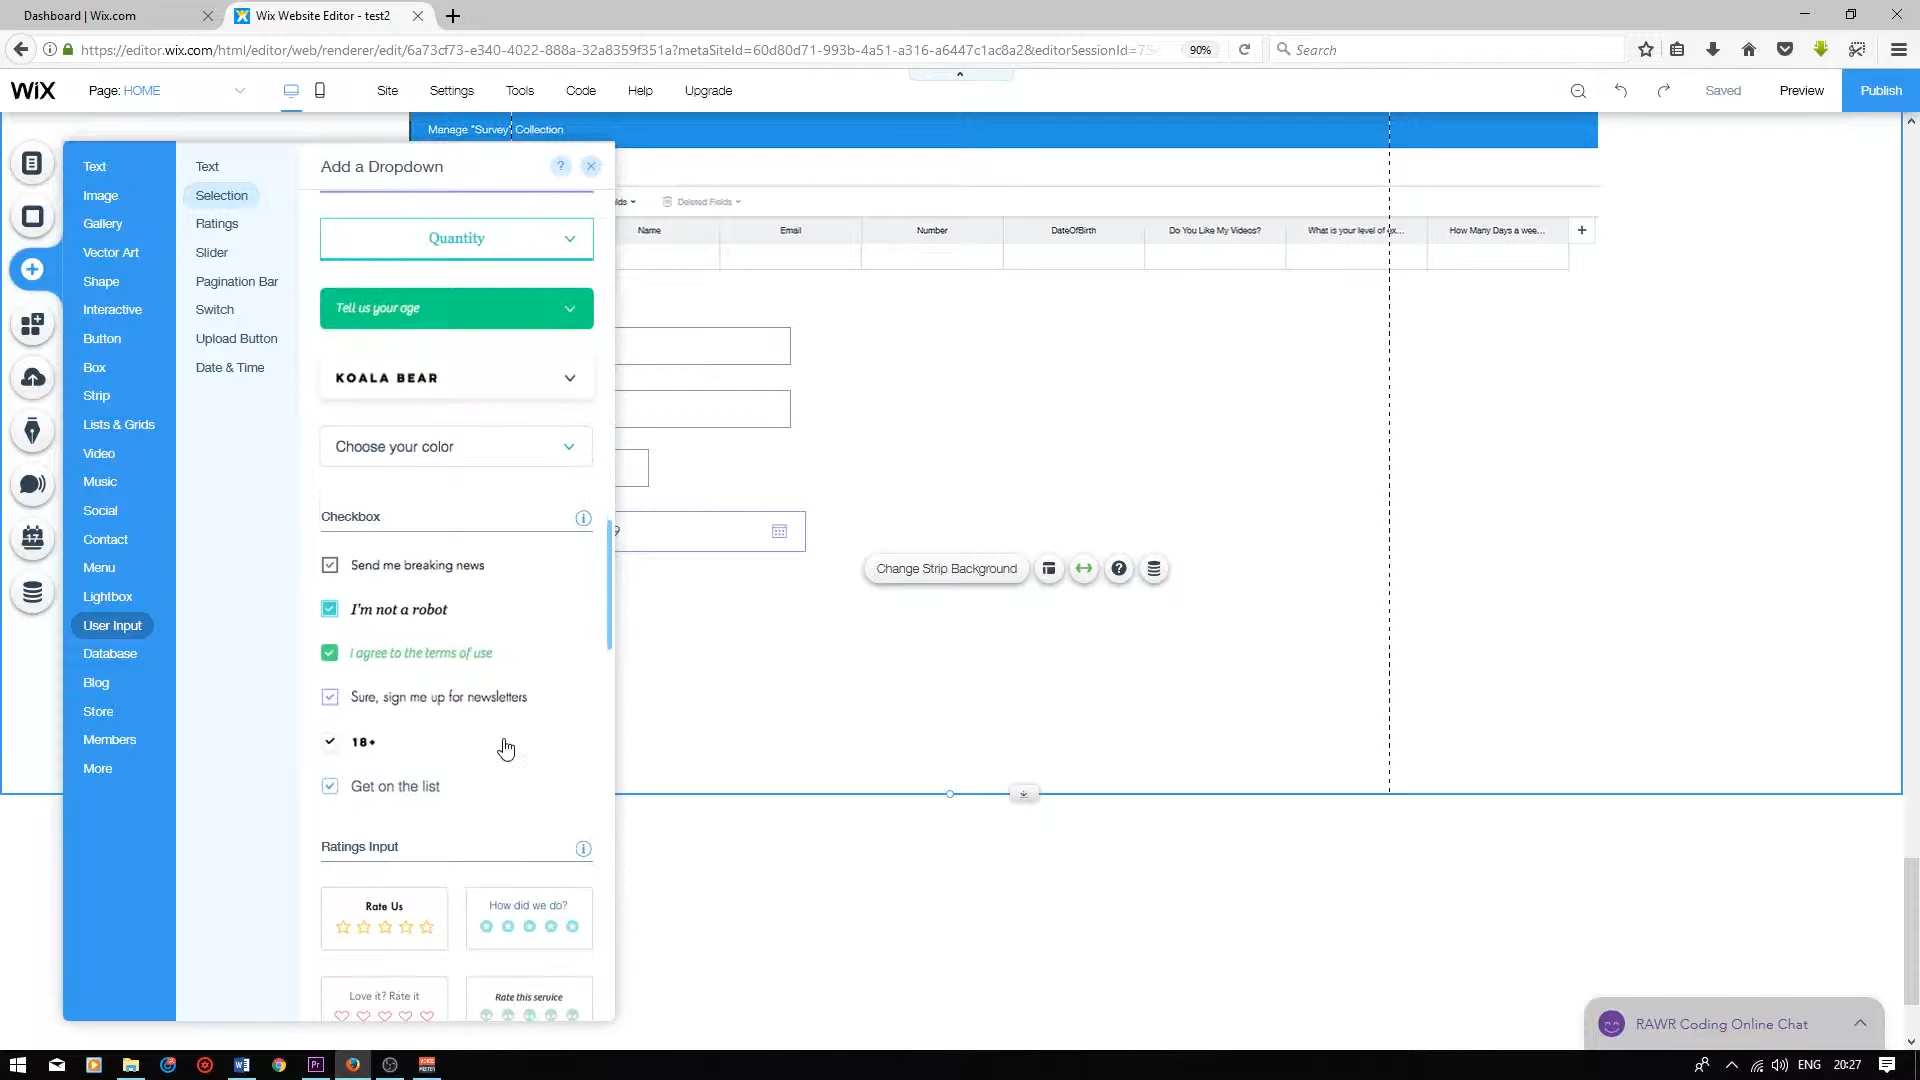 Dashboard | Wix.com
Wix Website Editor - test2
https://editor.wix.com/html/editor/web/renderer/edit/6a73cf73-e340-4022-888a-32a8359f351a?metaSiteId=60d80d71-993b-4a51-a316-a6447c1ac8a2&editorSessionId=75
90%
Search
WiX
Page: HOME
Site
Settings
Tools
Code
Help
Upgrade
Saved
Preview
Publish
Manage "Survey" Collection
Text
Image
Gallery
Vector Art
Shape
Interactive
Button
Box
Strip
Lists & Grids
Video
Music
Social
Contact
Menu
Lightbox
User Input
Database
Blog
Store
Members
More
Text
Selection
Ratings
Slider
Pagination Bar
Switch
Upload Button
Date & Time
Add a Dropdown
?
Quantity
Tell us your age
KOALA BEAR
Choose your color
Checkbox
Send me breaking news
I'm not a robot
I agree to the terms of use
Sure, sign me up for newsletters
18+
Get on the list
Ratings Input
Rate Us
How did we do?
Love it? Rate it
Rate this service
Deleted Fields
Name
Email
Number
DateOfBirth
Do You Like My Videos?
What is your level of ex...
How Many Days a wee...
9
Change Strip Background
RAWR Coding Online Chat
17
Pr
ENG
20:27